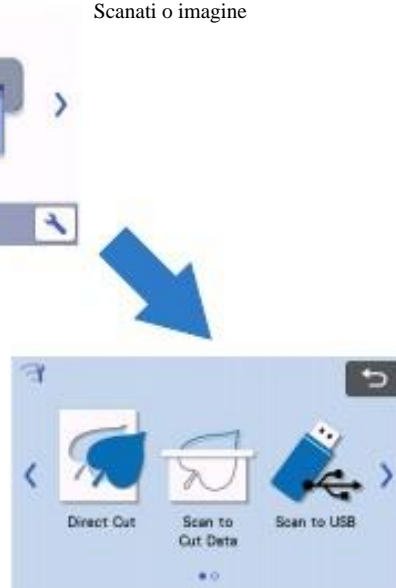 Scanati o imagine
Direct Cut
Scan to
Cut Data
Scan to USB